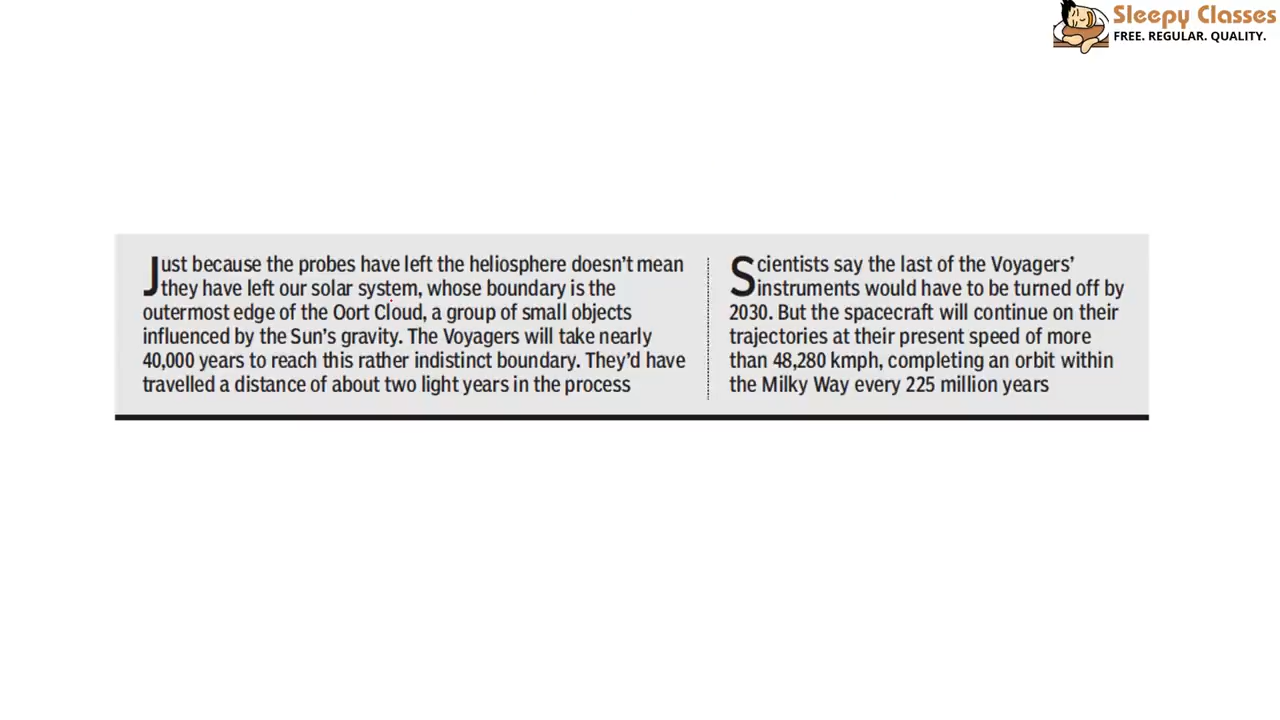 Sleepy Classes
FREE. REGULAR. QUALITY.
Just because the probes have left the heliosphere doesn't mean
they have left our solar system, whose boundary is the
outermost edge of the Oort Cloud, a group of small objects
influenced by the Sun's gravity. The Voyagers will take nearly
40,000 years to reach this rather indistinct boundary. They'd have
travelled a distance of about two light years in the process
Scientists say the last of the Voyagers'
instruments would have to be turned off by
2030. But the spacecraft will continue on their
trajectories at their present speed of more
than 48,280 kmph, completing an orbit within
the Milky Way every 225 million years